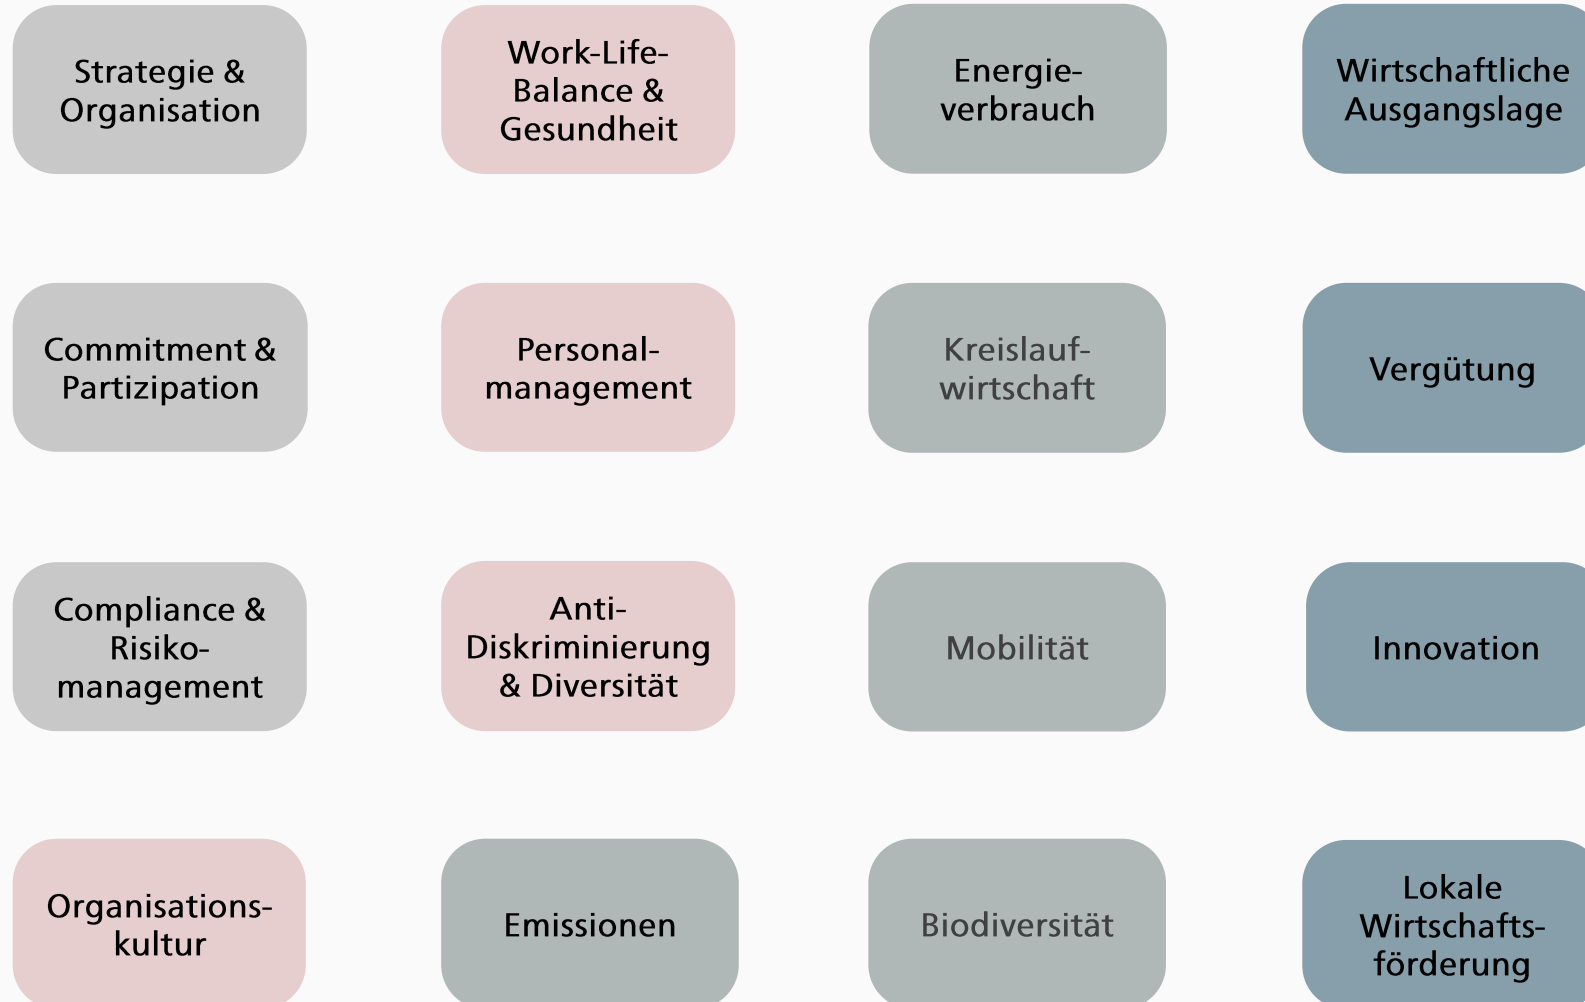 Strategie &
Organisation
Work-Life-
Balance &
Gesundheit
Energie-
verbrauch
Wirtschaftliche
Ausgangslage
Commitment &
Partizipation
Personal-
management
Kreislauf-
wirtschaft
Vergütung
Compliance &
Risiko-
management
Anti-
Diskriminierung
& Diversität
Mobilität
Innovation
Organisations-
kultur
Emissionen
Biodiversität
Lokale
Wirtschafts-
förderung